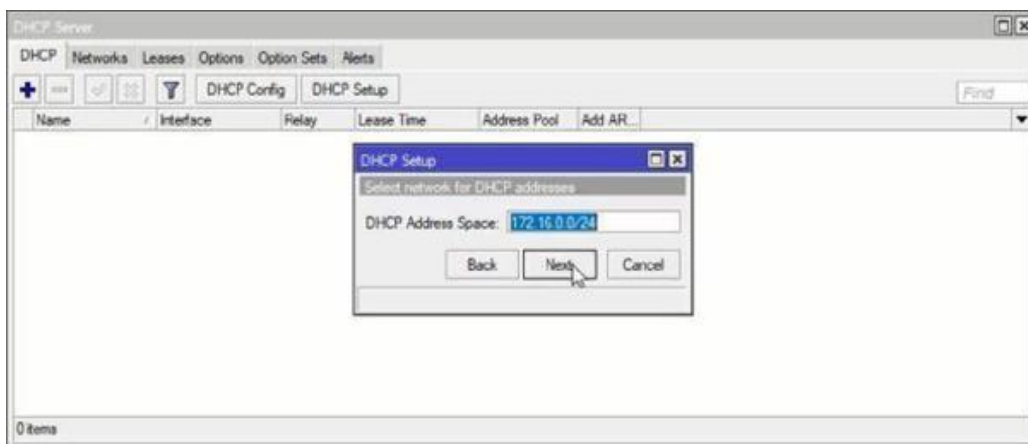 DHCP Server
DHCP Networks Leases Options Option Sets Alerts
DHCP Config DHCP Setup Find
Name Interface Relay Lease Time Address Pool Add AR...
DHCP Setup
Select network for DHCP addresses
DHCP Address Space: 172.16.0.0/24
Back Next Cancel
0 items